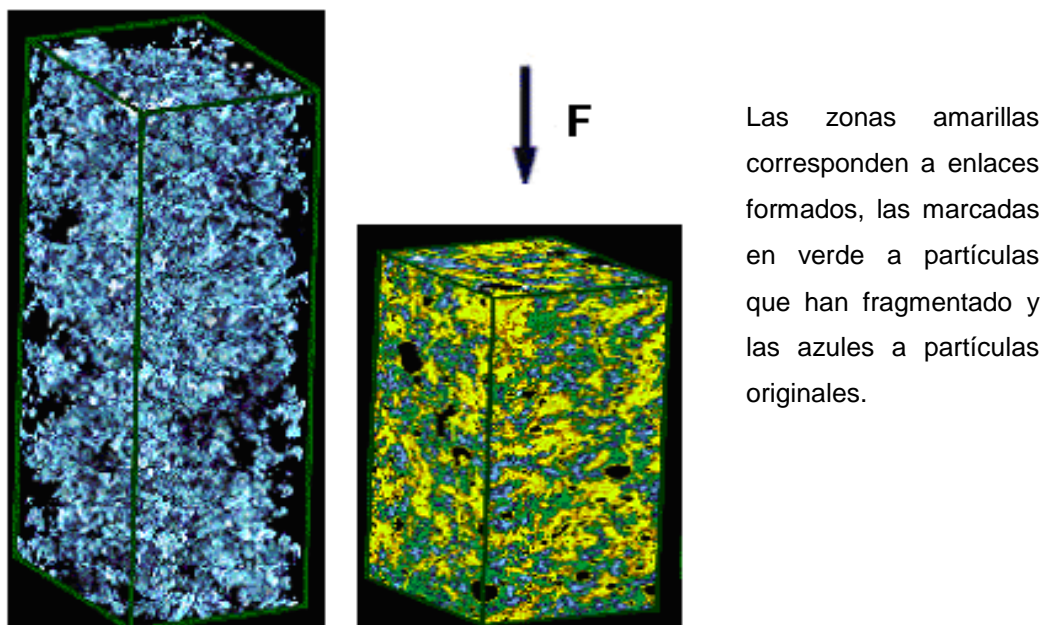 F
Las zonas amarillas
corresponden a enlaces
formados, las marcadas
en verde a partículas
que han fragmentado y
las azules a partículas
originales.